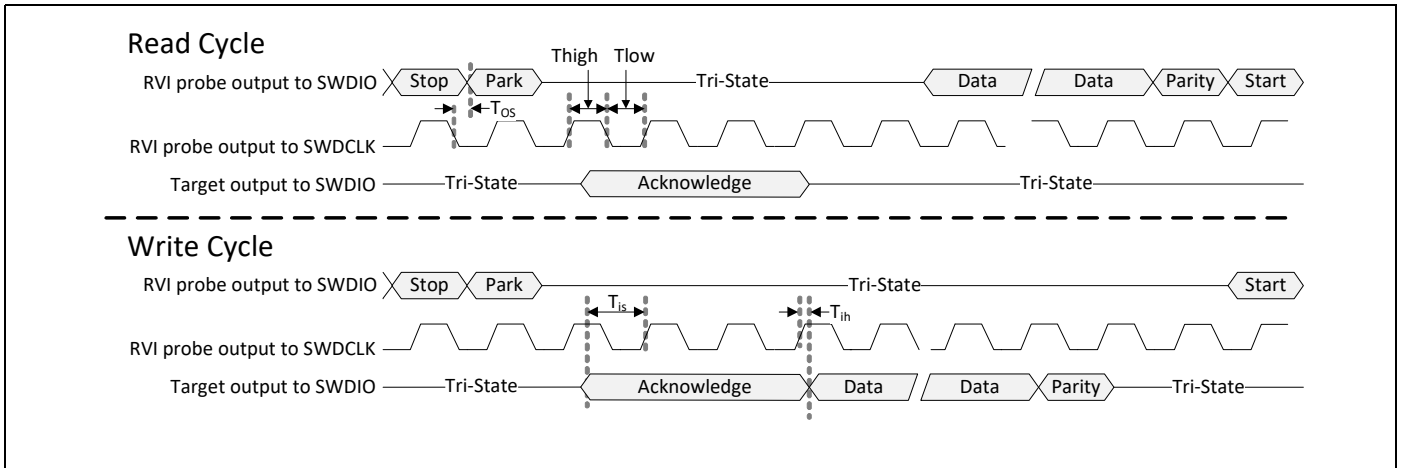 Read Cycle
Thigh Tlow
RVI probe output to SWDIO Stop Park Tri-State Data Data Parity Start
TOS
RVI probe output to SWDCLK
Target output to SWDIO Tri-State Acknowledge Tri-State
Write Cycle
RVI probe output to SWDIO Stop Park Tri-State Start
Tis Tih
RVI probe output to SWDCLK
Target output to SWDIO Tri-State Acknowledge Data Data Parity Tri-State